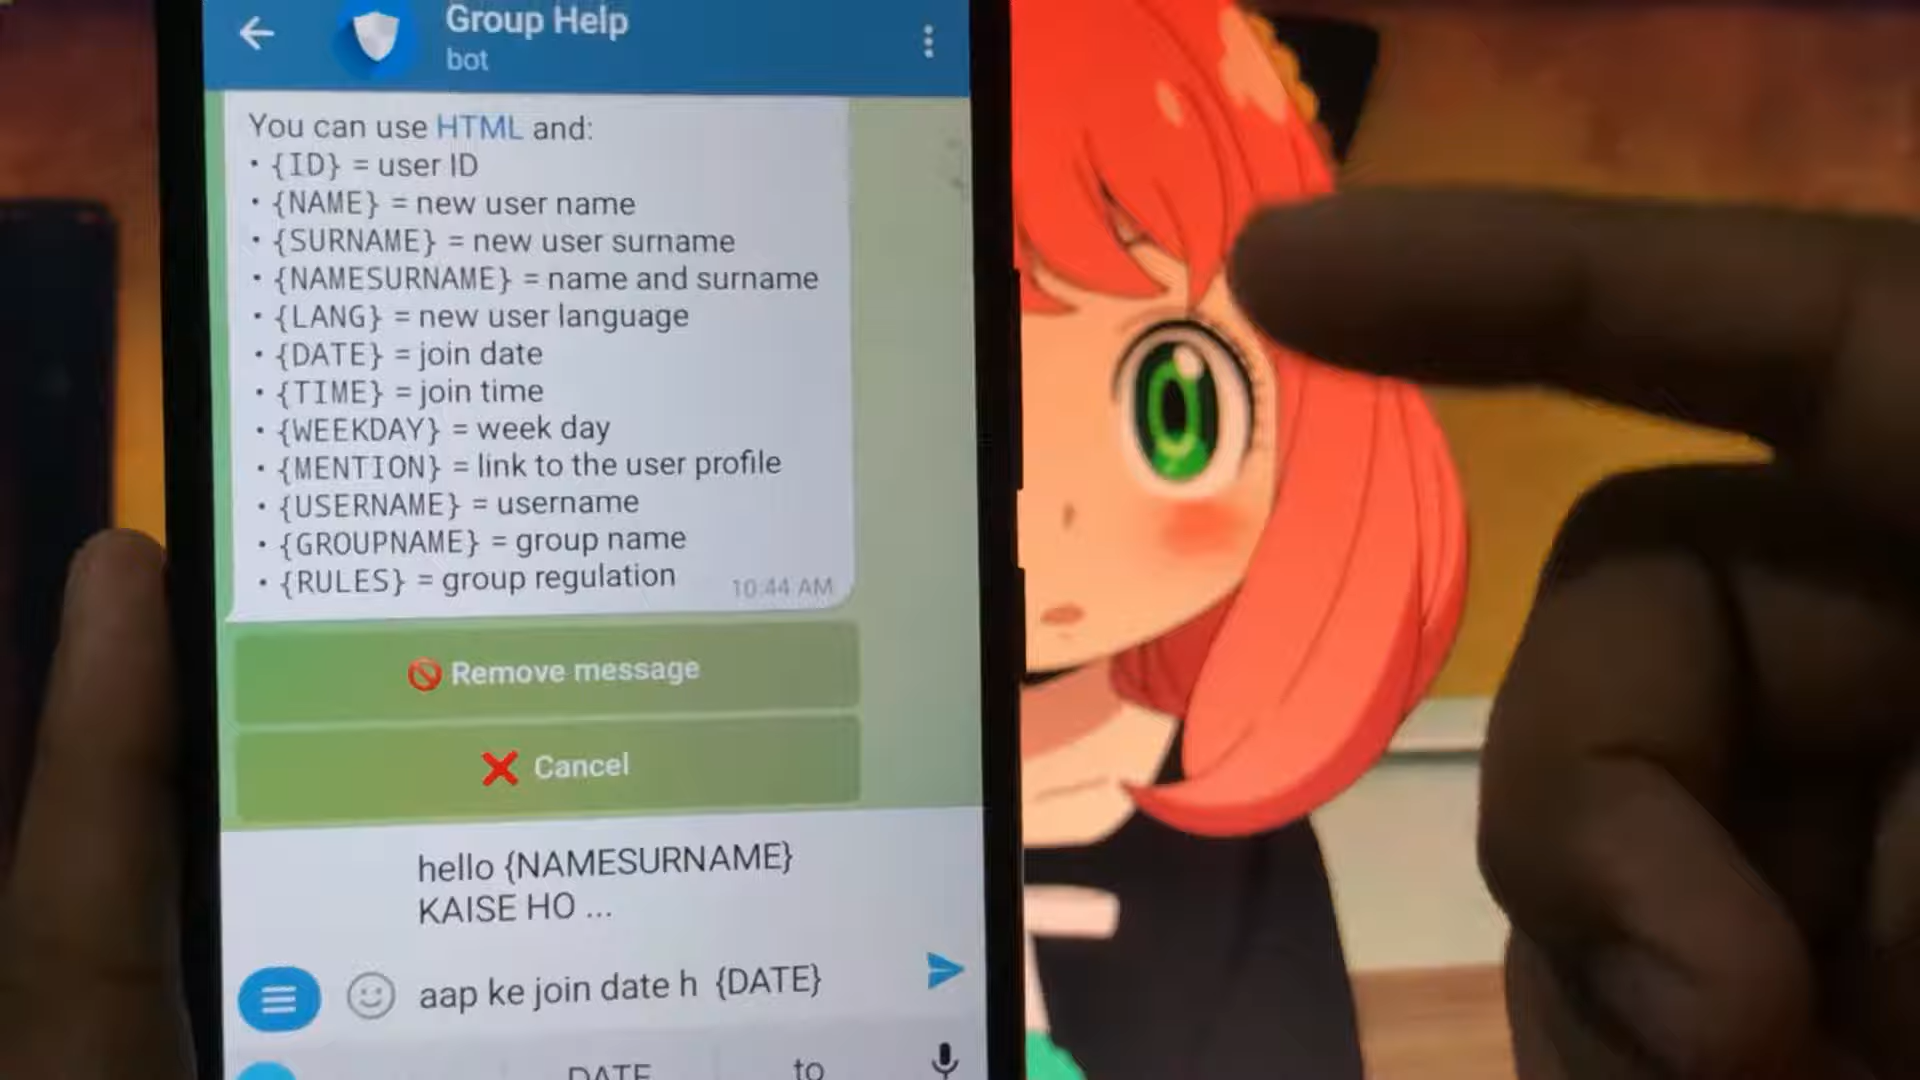 Group Help
bot
You can use HTML and:
• {ID} = user ID
• {NAME} = new user name
• {SURNAME} = new user surname
• {NAMESURNAME} = name and surname
• {LANG} = new user language
• {DATE} = join date
• {TIME} = join time
• {WEEKDAY} = week day
• {MENTION} = link to the user profile
• {USERNAME} = username
• {GROUPNAME} = group name
• {RULES} = group regulation
10:44 AM
🚫 Remove message
❌ Cancel
hello {NAMESURNAME}
KAISE HO ...
aap ke join date h {DATE}
DATE to